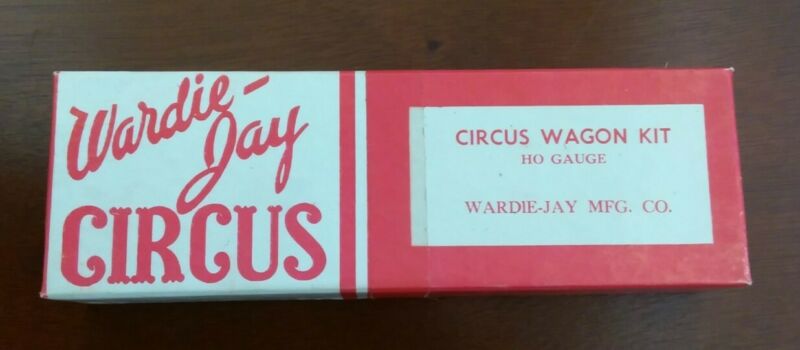 Wardie-
Jay
CIRCUS
CIRCUS WAGON KIT
HO GAUGE
WARDIE-JAY MFG. CO.